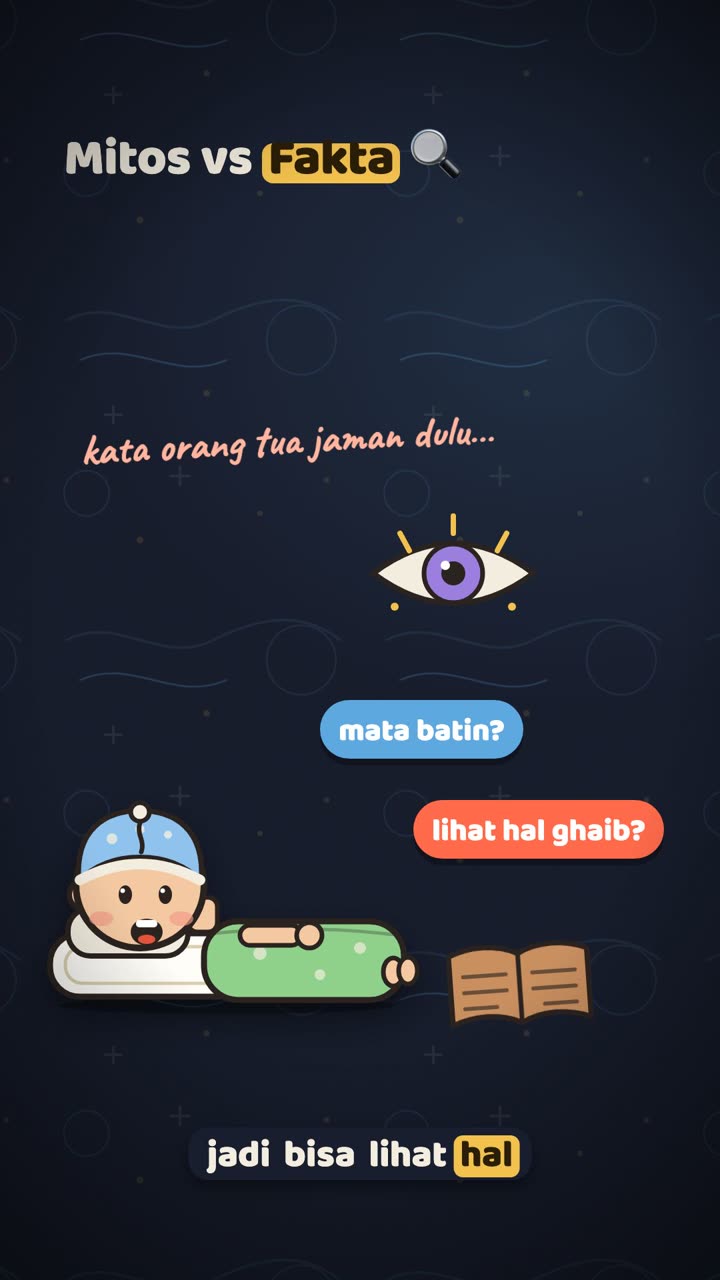 Mitos vs Fakta
kata orang tua jaman dulu...
mata batin?
lihat hal ghaib?
jadi bisa lihat hal